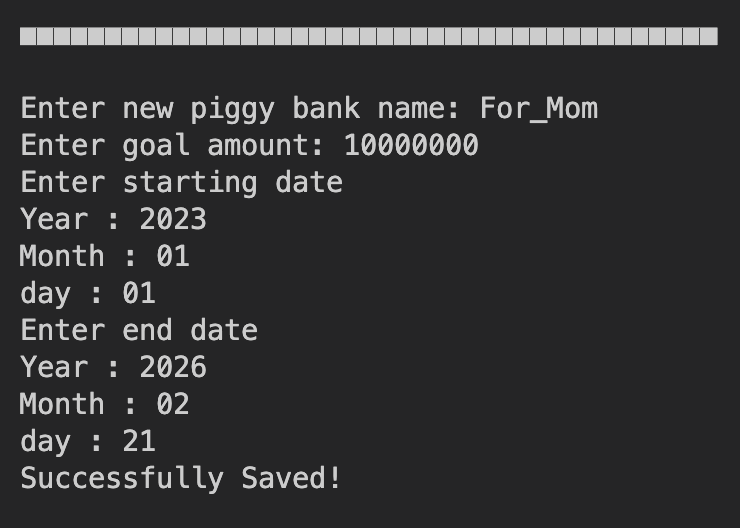 Enter new piggy bank name: For_Mom
Enter goal amount: 10000000
Enter starting date
Year : 2023
Month : 01
day : 01
Enter end date
Year : 2026
Month : 02
day : 21
Successfully Saved!